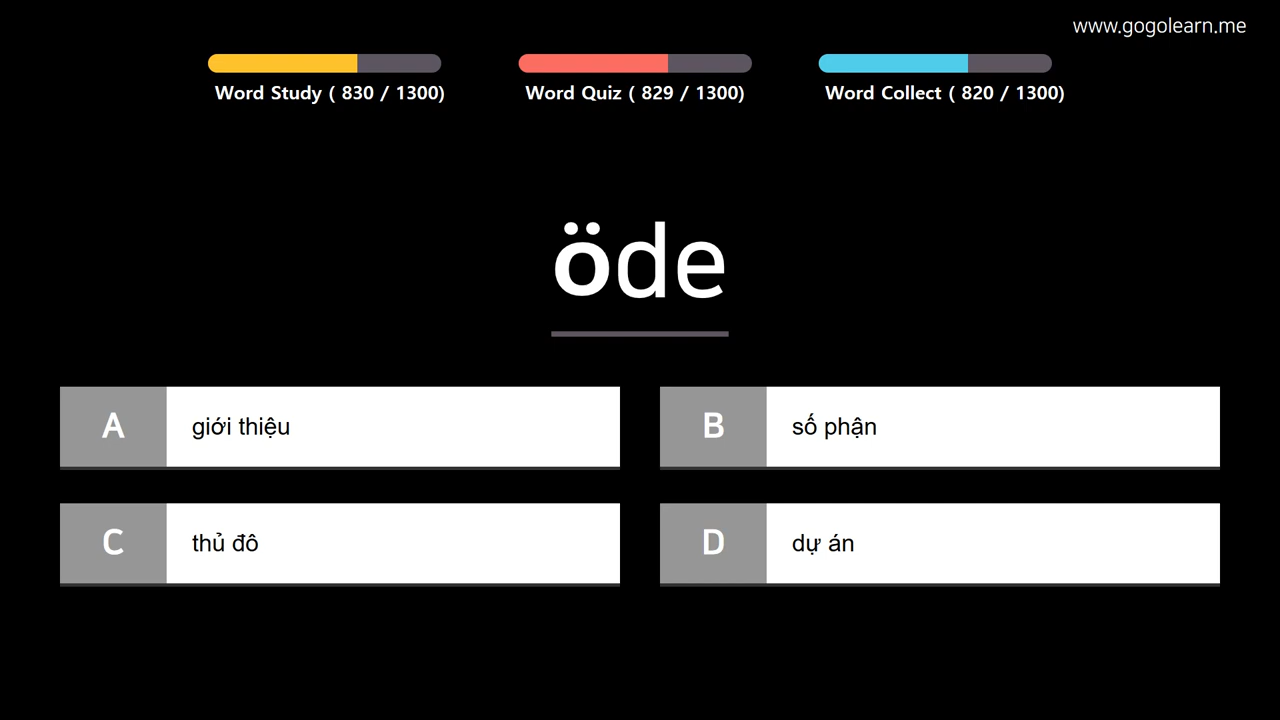 www.gogolearn.me
Word Study ( 830 / 1300)
Word Quiz ( 829 / 1300)
Word Collect ( 820 / 1300)
öde
A giới thiệu
B số phận
C thủ đô
D dự án